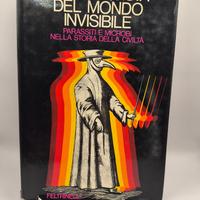 DEL MONDO
INVISIBILE
PARASSITI E MICROBI
NELLA STORIA DELLA CIVILTÀ
FELTRINELLI